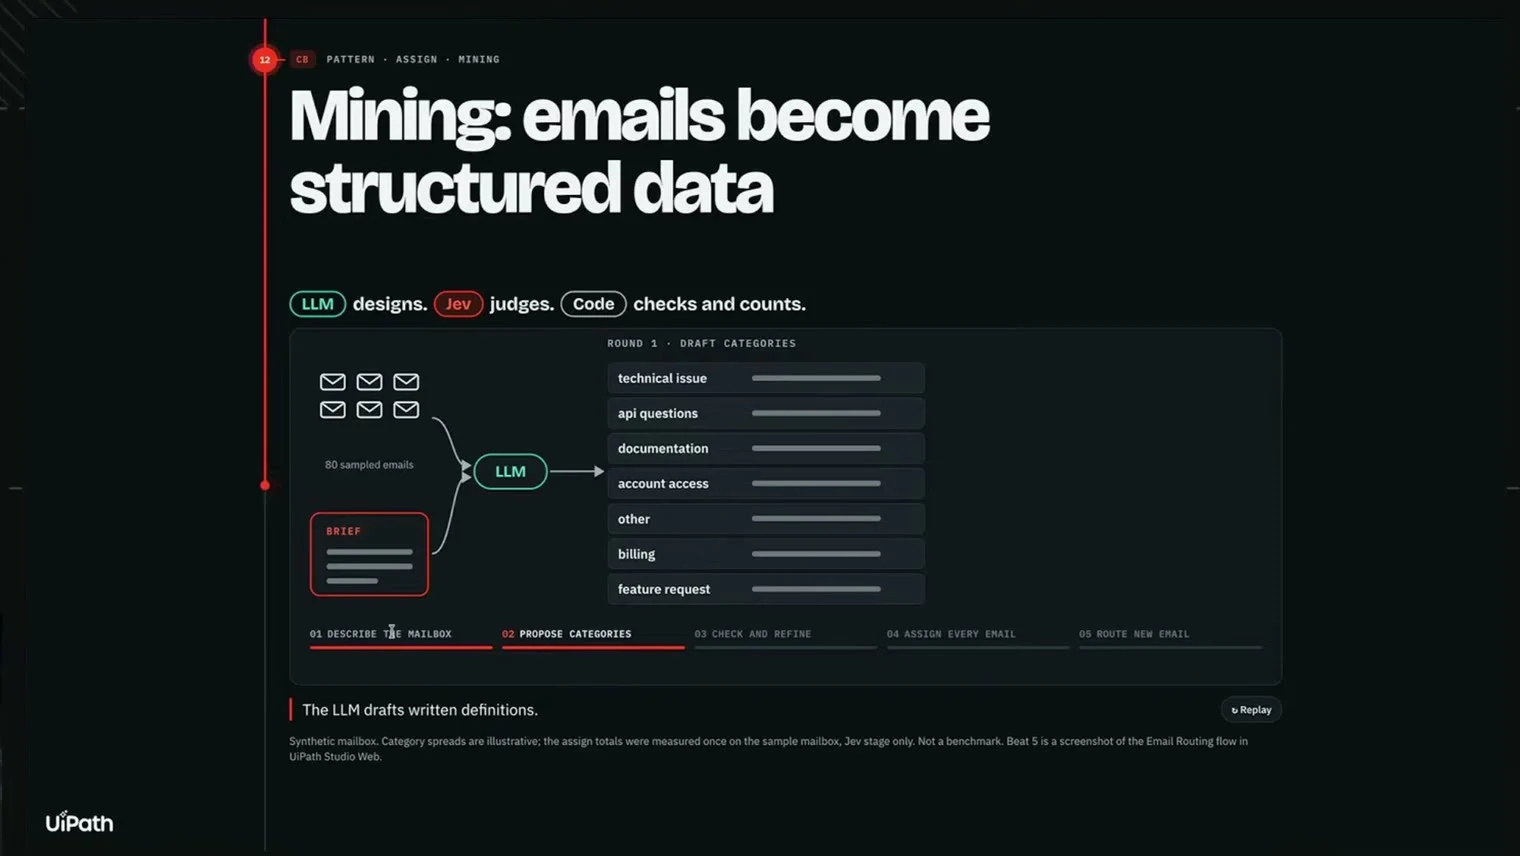 12 CB PATTERN · ASSIGN · MINING
Mining: emails become
structured data
LLM designs. Jev judges. Code checks and counts.
ROUND 1 · DRAFT CATEGORIES
technical issue
api questions
documentation
account access
other
billing
feature request
80 sampled emails
LLM
BRIEF
01 DESCRIBE THE MAILBOX
02 PROPOSE CATEGORIES
03 CHECK AND REFINE
04 ASSIGN EVERY EMAIL
05 ROUTE NEW EMAIL
The LLM drafts written definitions.
↻ Replay
Synthetic mailbox. Category spreads are illustrative; the assign totals were measured once on the sample mailbox, Jev stage only. Not a benchmark. Beat 5 is a screenshot of the Email Routing flow in
UiPath Studio Web.
UiPath